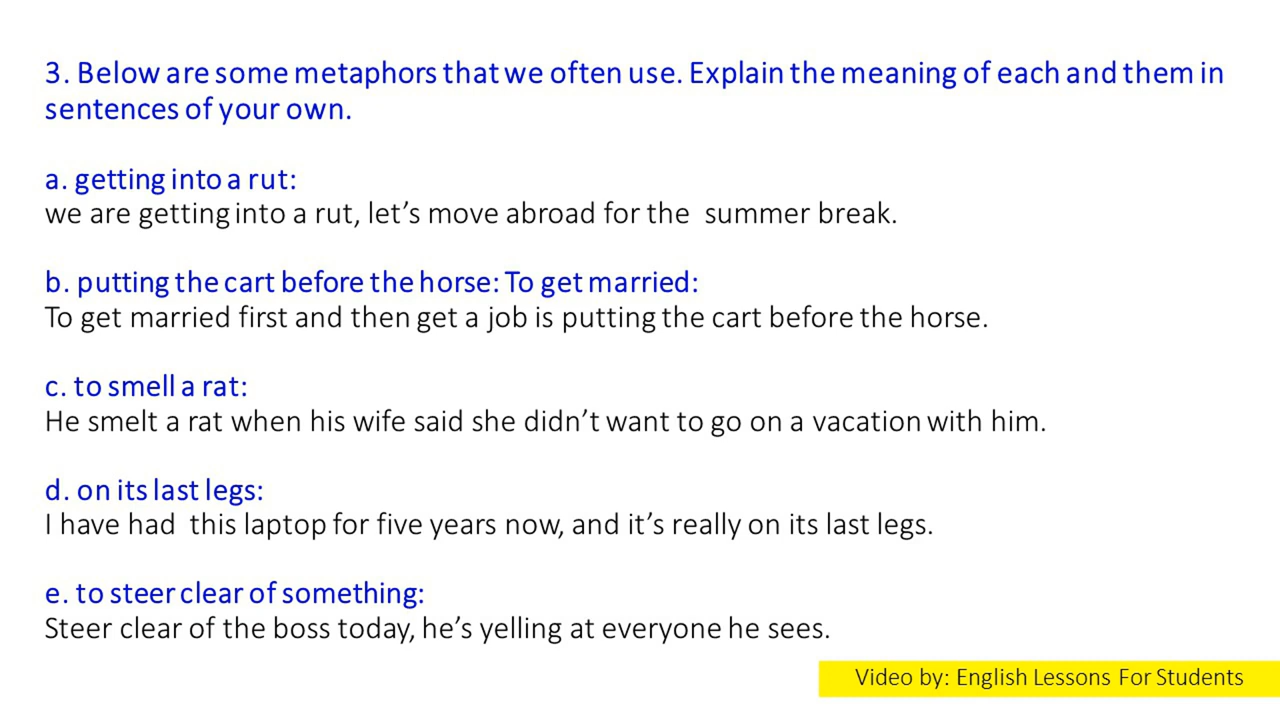 3. Below are some metaphors that we often use. Explain the meaning of each and them in
sentences of your own.
a. getting into a rut:
we are getting into a rut, let’s move abroad for the summer break.
b. putting the cart before the horse: To get married:
To get married first and then get a job is putting the cart before the horse.
c. to smell a rat:
He smelt a rat when his wife said she didn’t want to go on a vacation with him.
d. on its last legs:
I have had this laptop for five years now, and it’s really on its last legs.
e. to steer clear of something:
Steer clear of the boss today, he’s yelling at everyone he sees.
Video by: English Lessons For Students